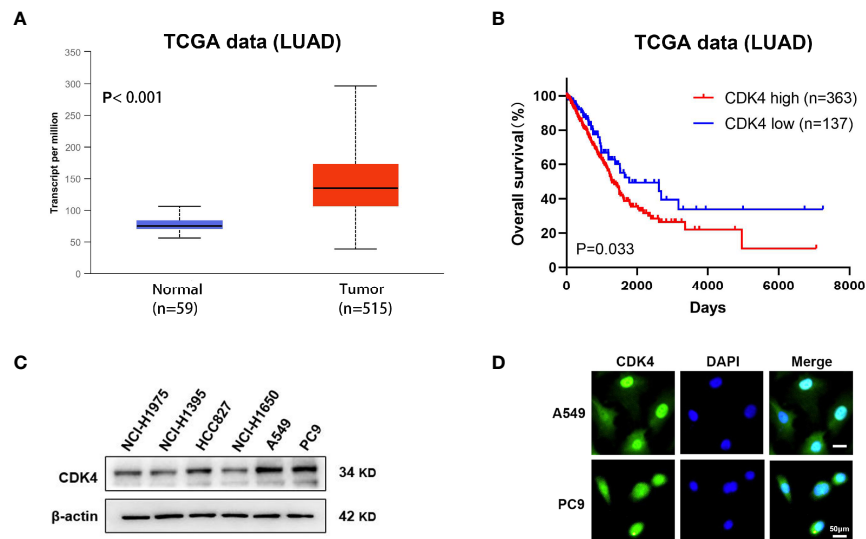 A
TCGA data (LUAD)
P< 0.001
Transcript per million
350
300
250
200
150
100
50
0
Normal
(n=59)
Tumor
(n=515)
B
TCGA data (LUAD)
CDK4 high (n=363)
CDK4 low (n=137)
Overall survival(%)
100
80
60
40
20
0
P=0.033
0 2000 4000 6000 8000
Days
C
NCI-H1975 NCI-H1395 HCC827 NCI-H1650 A549 PC9
CDK4 34 KD
β-actin 42 KD
D
CDK4 DAPI Merge
A549
PC9
50μm